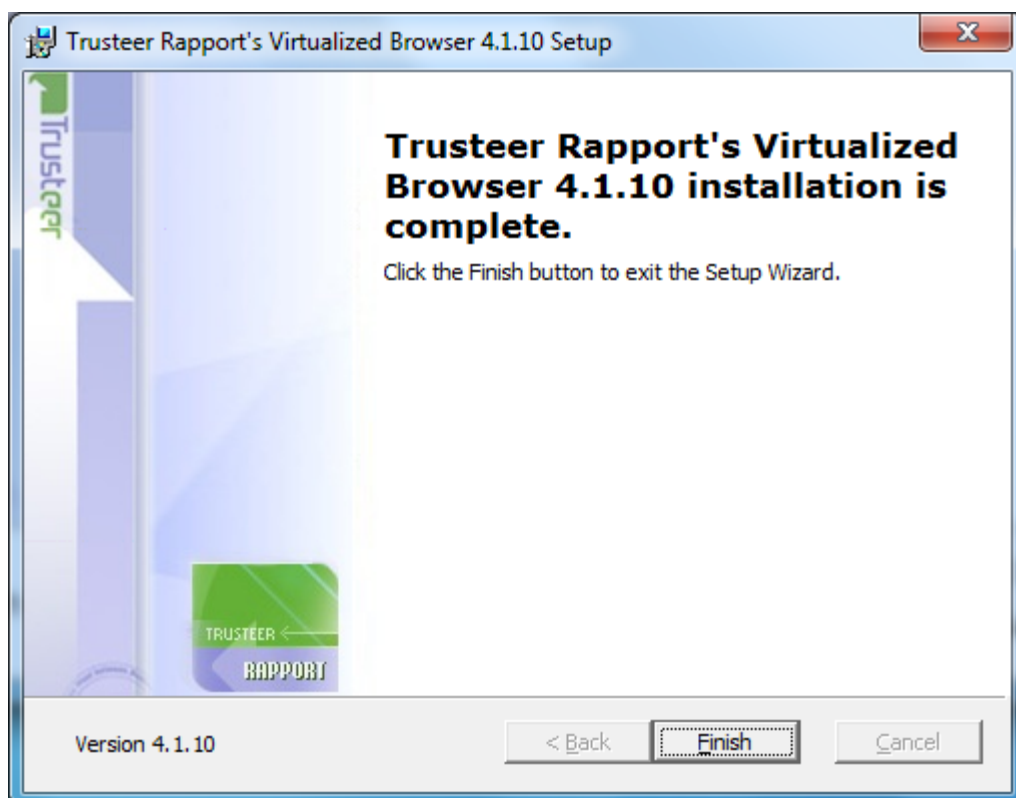 Trusteer Rapport's Virtualized Browser 4.1.10 Setup
Trusteer
Trusteer Rapport's Virtualized
Browser 4.1.10 installation is
complete.
Click the Finish button to exit the Setup Wizard.
TRUSTEER
RAPPORT
Version 4.1.10
< Back
Finish
Cancel